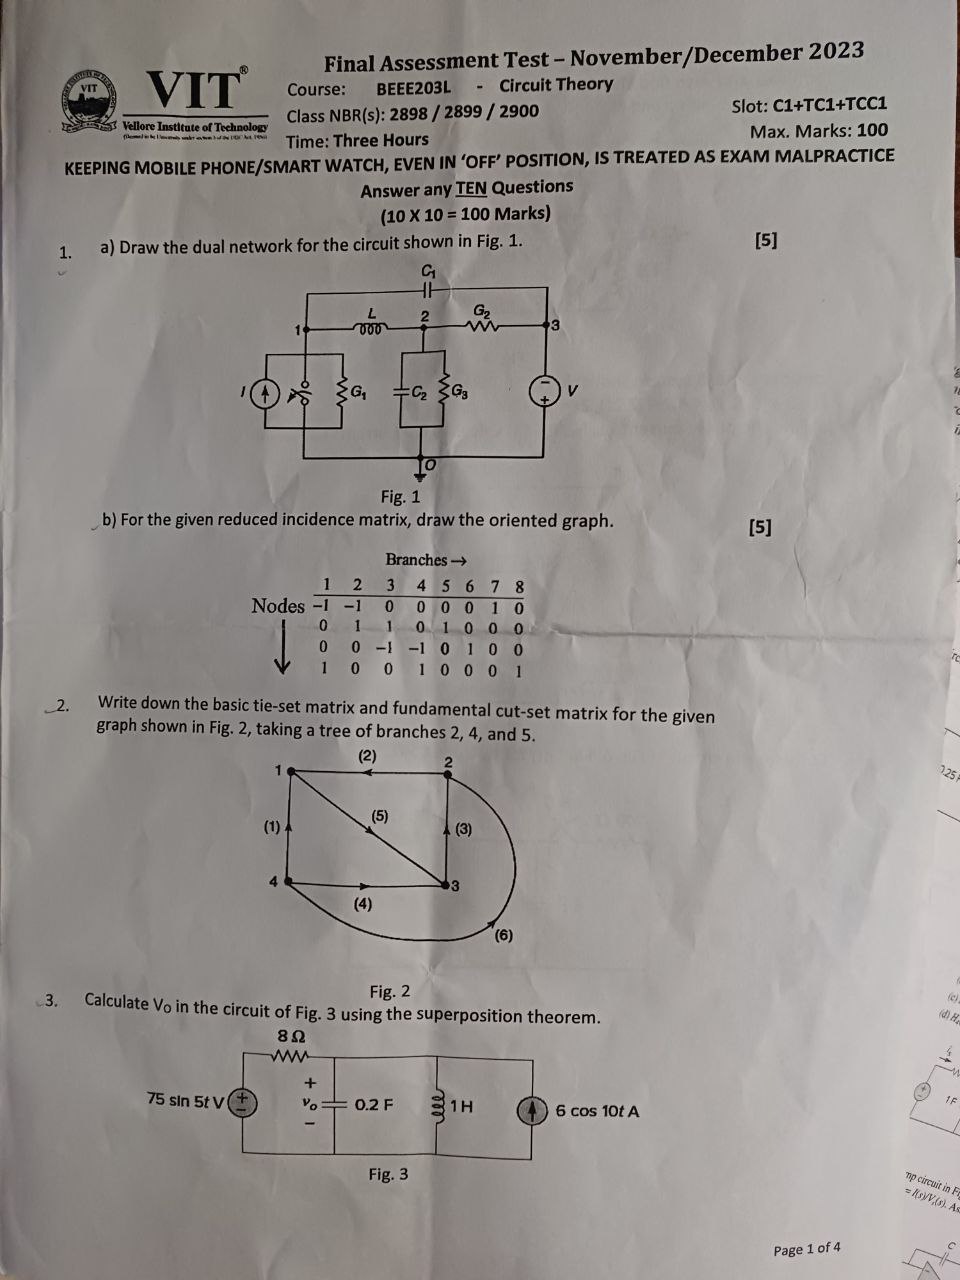 Final Assessment Test – November/December 2023
VIT®
Vellore Institute of Technology
Course: BEEE203L - Circuit Theory
Class NBR(s): 2898 / 2899 / 2900
Slot: C1+TC1+TCC1
Time: Three Hours
Max. Marks: 100
KEEPING MOBILE PHONE/SMART WATCH, EVEN IN 'OFF' POSITION, IS TREATED AS EXAM MALPRACTICE
Answer any TEN Questions
(10 X 10 = 100 Marks)
1. a) Draw the dual network for the circuit shown in Fig. 1. [5]
C1
L
2
G2
1
3
I
G1
C2
G3
V
0
Fig. 1
b) For the given reduced incidence matrix, draw the oriented graph. [5]
Branches →
1 2 3 4 5 6 7 8
Nodes −1 −1 0 0 0 0 1 0
0 1 1 0 1 0 0 0
0 0 −1 −1 0 1 0 0
1 0 0 1 0 0 0 1
2. Write down the basic tie-set matrix and fundamental cut-set matrix for the given
graph shown in Fig. 2, taking a tree of branches 2, 4, and 5.
(2)
1
2
(5)
(1)
(3)
4
3
(4)
(6)
Fig. 2
3. Calculate VO in the circuit of Fig. 3 using the superposition theorem.
8 Ω
75 sin 5t V
+
vo
−
0.2 F
1 H
6 cos 10t A
Fig. 3
Page 1 of 4